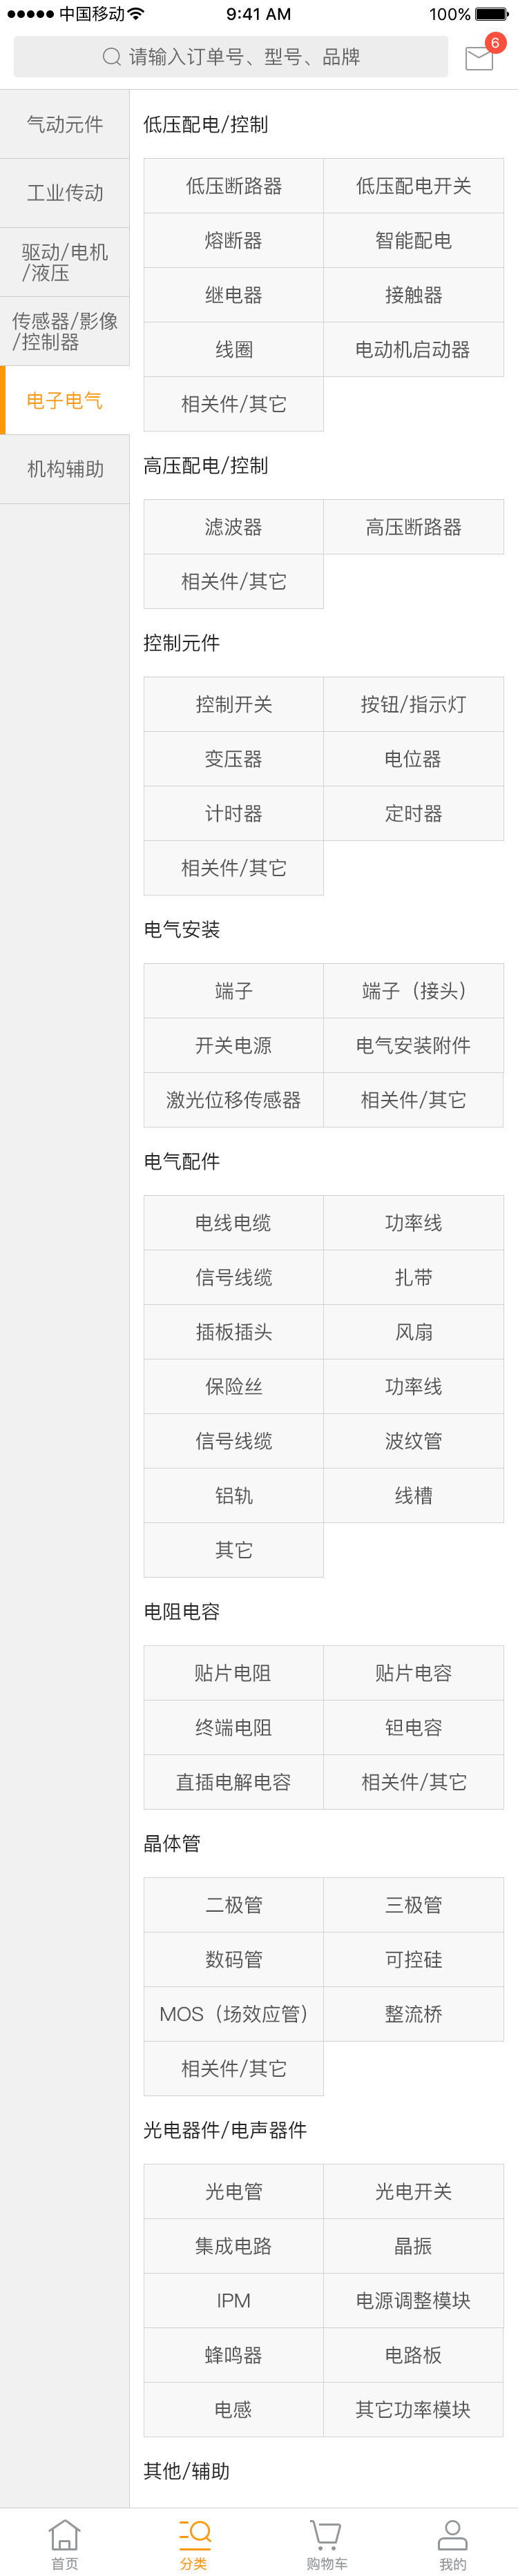 中国移动 9:41 AM 100%
请输入订单号、型号、品牌 6
气动元件
工业传动
驱动/电机
/液压
传感器/影像
/控制器
电子电气
机构辅助
低压配电/控制
低压断路器 低压配电开关
熔断器 智能配电
继电器 接触器
线圈 电动机启动器
相关件/其它
高压配电/控制
滤波器 高压断路器
相关件/其它
控制元件
控制开关 按钮/指示灯
变压器 电位器
计时器 定时器
相关件/其它
电气安装
端子 端子（接头）
开关电源 电气安装附件
激光位移传感器 相关件/其它
电气配件
电线电缆 功率线
信号线缆 扎带
插板插头 风扇
保险丝 功率线
信号线缆 波纹管
铝轨 线槽
其它
电阻电容
贴片电阻 贴片电容
终端电阻 钽电容
直插电解电容 相关件/其它
晶体管
二极管 三极管
数码管 可控硅
MOS（场效应管） 整流桥
相关件/其它
光电器件/电声器件
光电管 光电开关
集成电路 晶振
IPM 电源调整模块
蜂鸣器 电路板
电感 其它功率模块
其他/辅助
首页 分类 购物车 我的